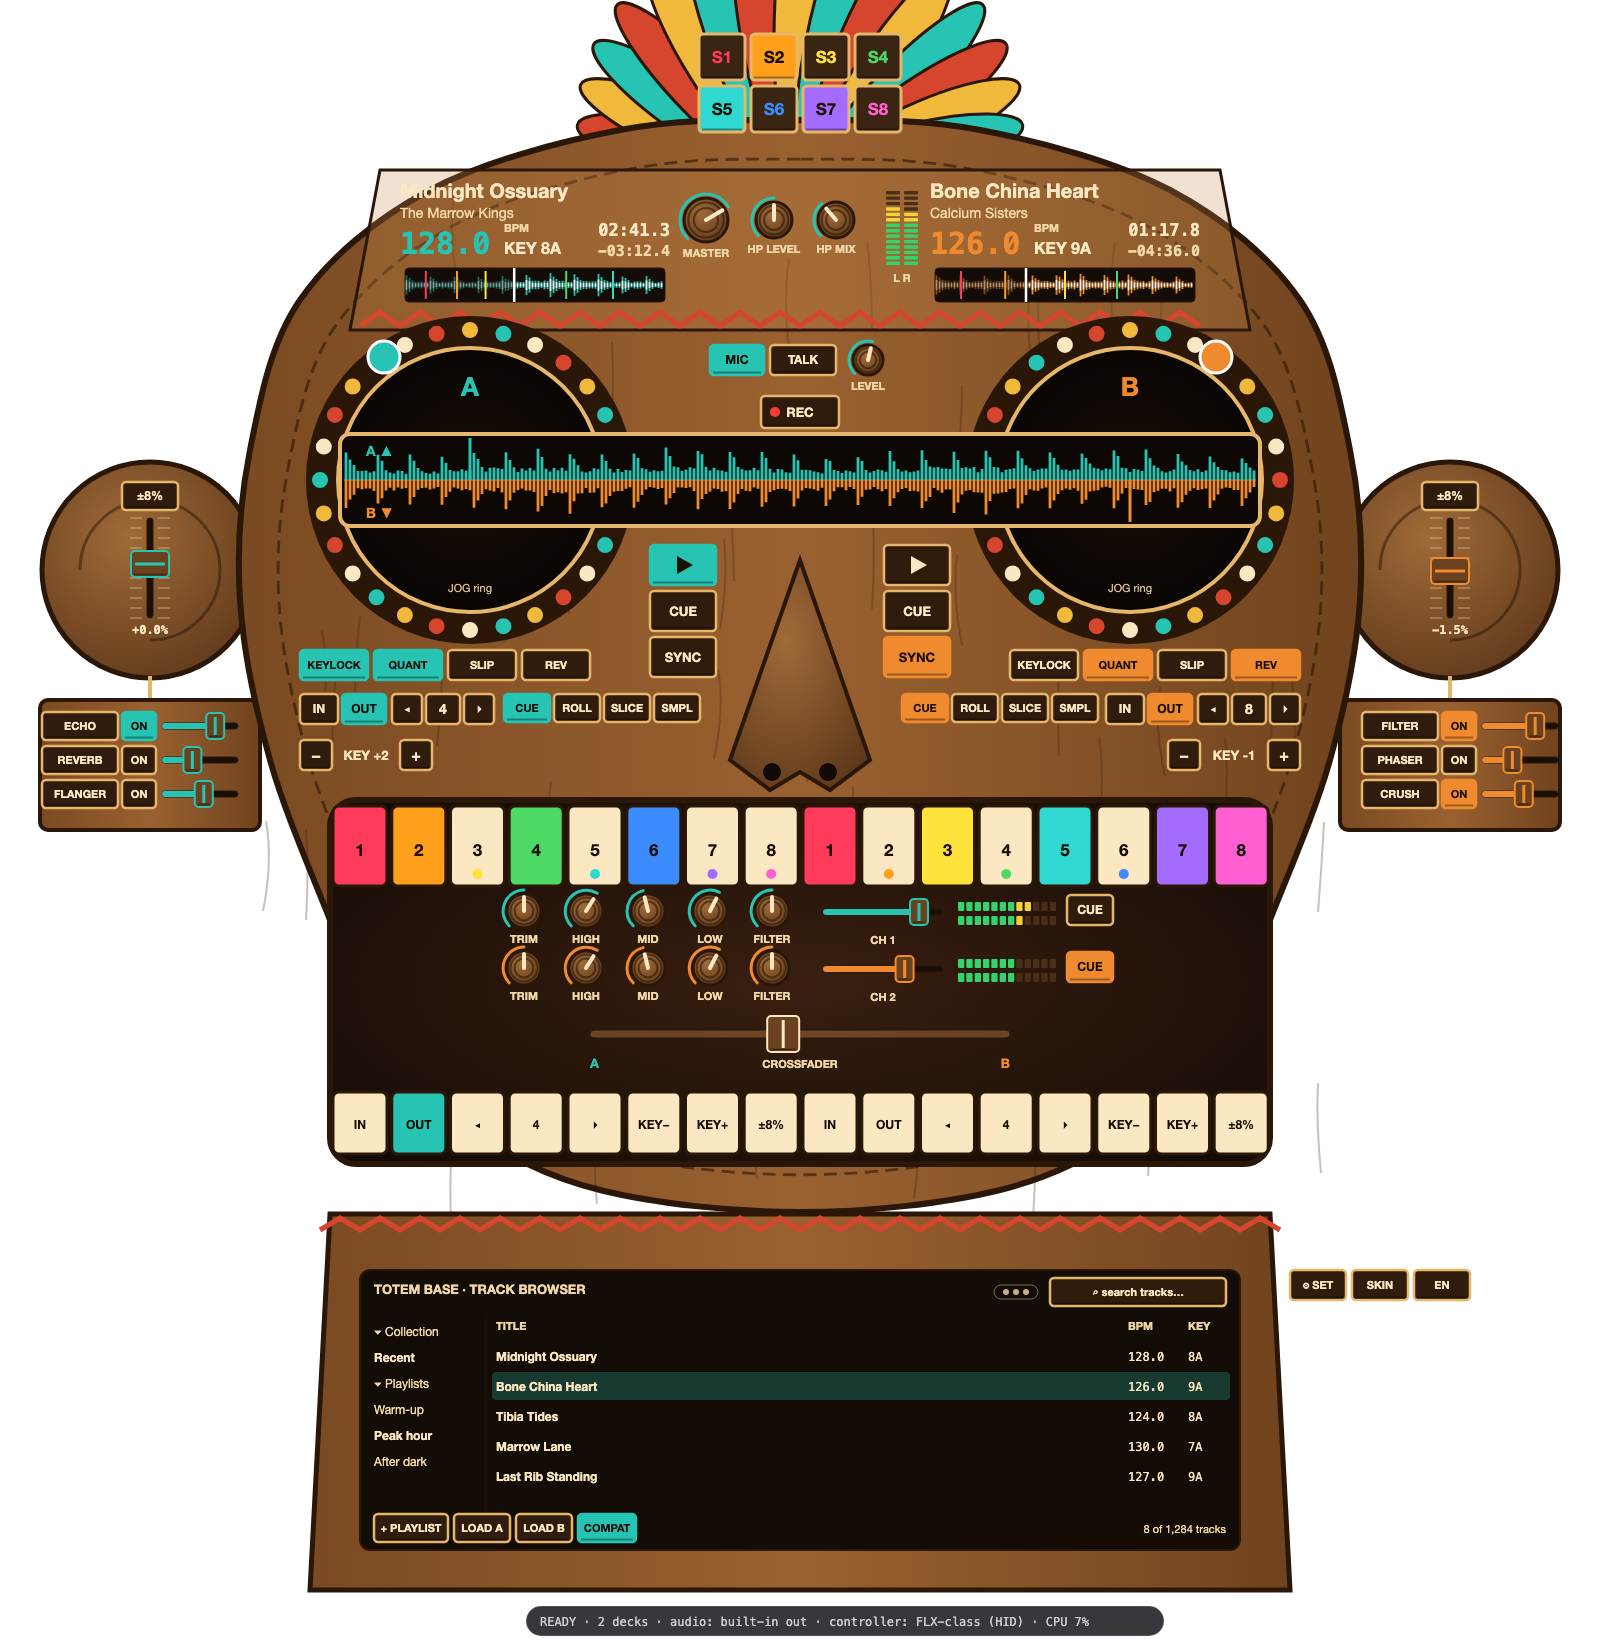 S1 S2 S3 S4
S5 S6 S7 S8
Midnight Ossuary
The Marrow Kings
128.0
BPM
KEY 8A
02:41.3
−03:12.4
MASTER
HP LEVEL
HP MIX
L R
Bone China Heart
Calcium Sisters
126.0
BPM
KEY 9A
01:17.8
−04:36.0
MIC TALK
LEVEL
REC
A
B
A ▲
B ▼
JOG ring
JOG ring
±8%
+0.0%
±8%
−1.5%
▶
CUE
SYNC
▶
CUE
SYNC
KEYLOCK QUANT SLIP REV
KEYLOCK QUANT SLIP REV
IN OUT ◂ 4 ▸ CUE ROLL SLICE SMPL
CUE ROLL SLICE SMPL IN OUT ◂ 8 ▸
− KEY +2 +
− KEY -1 +
ECHO ON
REVERB ON
FLANGER ON
FILTER ON
PHASER ON
CRUSH ON
1 2 3 4 5 6 7 8 1 2 3 4 5 6 7 8
TRIM HIGH MID LOW FILTER CH 1 CUE
TRIM HIGH MID LOW FILTER CH 2 CUE
A CROSSFADER B
IN OUT ◂ 4 ▸ KEY− KEY+ ±8% IN OUT ◂ 4 ▸ KEY− KEY+ ±8%
TOTEM BASE · TRACK BROWSER
⌕ search tracks...
⚙ SET SKIN EN
▾ Collection
Recent
▾ Playlists
Warm-up
Peak hour
After dark
TITLE BPM KEY
Midnight Ossuary 128.0 8A
Bone China Heart 126.0 9A
Tibia Tides 124.0 8A
Marrow Lane 130.0 7A
Last Rib Standing 127.0 9A
+ PLAYLIST LOAD A LOAD B COMPAT
8 of 1,284 tracks
READY · 2 decks · audio: built−in out · controller: FLX−class (HID) · CPU 7%